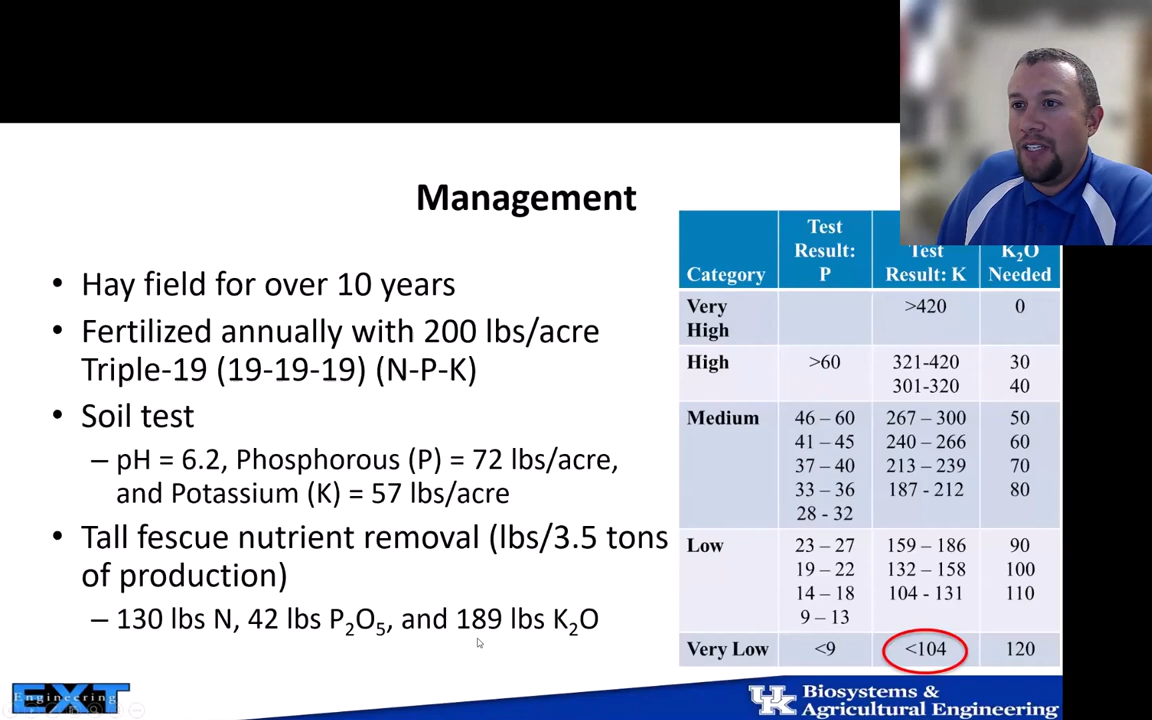 Management
• Hay field for over 10 years
• Fertilized annually with 200 lbs/acre
Triple-19 (19-19-19) (N-P-K)
• Soil test
– pH = 6.2, Phosphorous (P) = 72 lbs/acre,
and Potassium (K) = 57 lbs/acre
• Tall fescue nutrient removal (lbs/3.5 tons
of production)
– 130 lbs N, 42 lbs P₂O₅, and 189 lbs K₂O
Category Test Result: P Test Result: K K₂O Needed
Very High >420 0
High >60 321-420 30
301-320 40
Medium 46 – 60 267 – 300 50
41 – 45 240 – 266 60
37 – 40 213 – 239 70
33 – 36 187 - 212 80
28 - 32
Low 23 – 27 159 – 186 90
19 – 22 132 – 158 100
14 – 18 104 - 131 110
9 – 13
Very Low <9 <104 120
EXT
Engineering
UK
Biosystems &
Agricultural Engineering